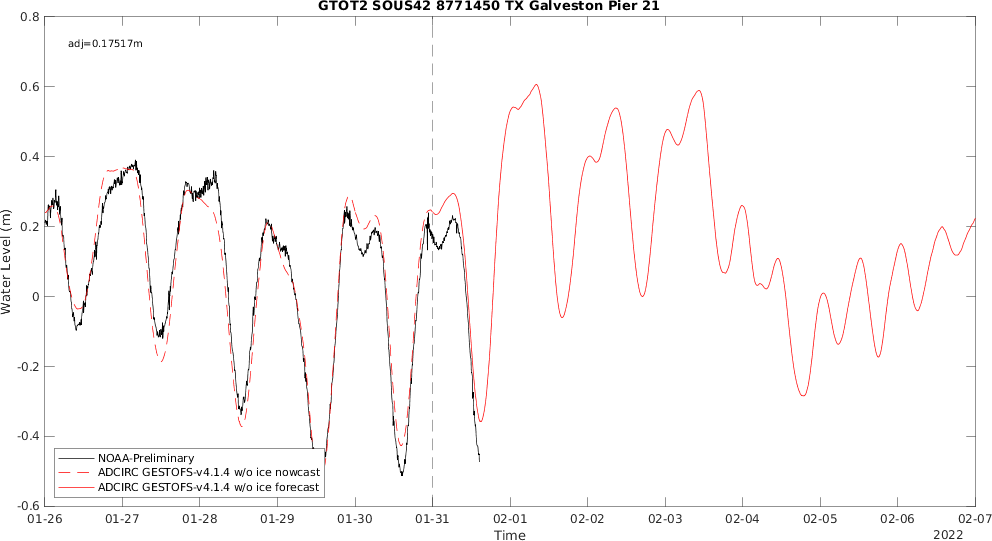 GTOT2 SOUS42 8771450 TX Galveston Pier 21
adj=0.17517m
0.8
0.6
0.4
0.2
0
-0.2
-0.4
-0.6
Water Level (m)
NOAA-Preliminary
ADCIRC GESTOFS-v4.1.4 w/o ice nowcast
ADCIRC GESTOFS-v4.1.4 w/o ice forecast
01-26 01-27 01-28 01-29 01-30 01-31 02-01 02-02 02-03 02-04 02-05 02-06 02-07
Time
2022